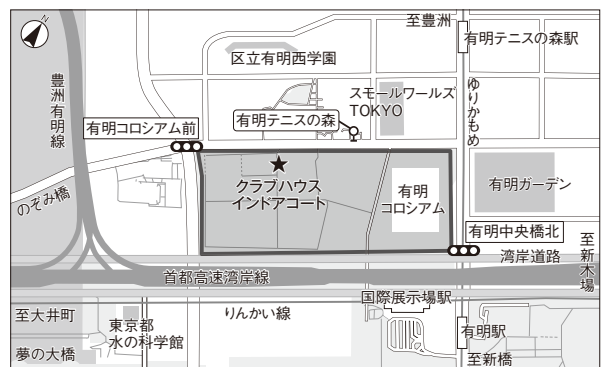 N
至豊洲
有明テニスの森駅
区立有明西学園
豊洲有明線
スモールワールズ
TOKYO
ゆりかもめ
有明テニスの森
有明コロシアム前
★
クラブハウス
インドアコート
有明
コロシアム
有明ガーデン
のぞみ橋
有明中央橋北
湾岸道路
至新木場
首都高速湾岸線
国際展示場駅
至大井町
りんかい線
東京都
水の科学館
有明駅
夢の大橋
至新橋